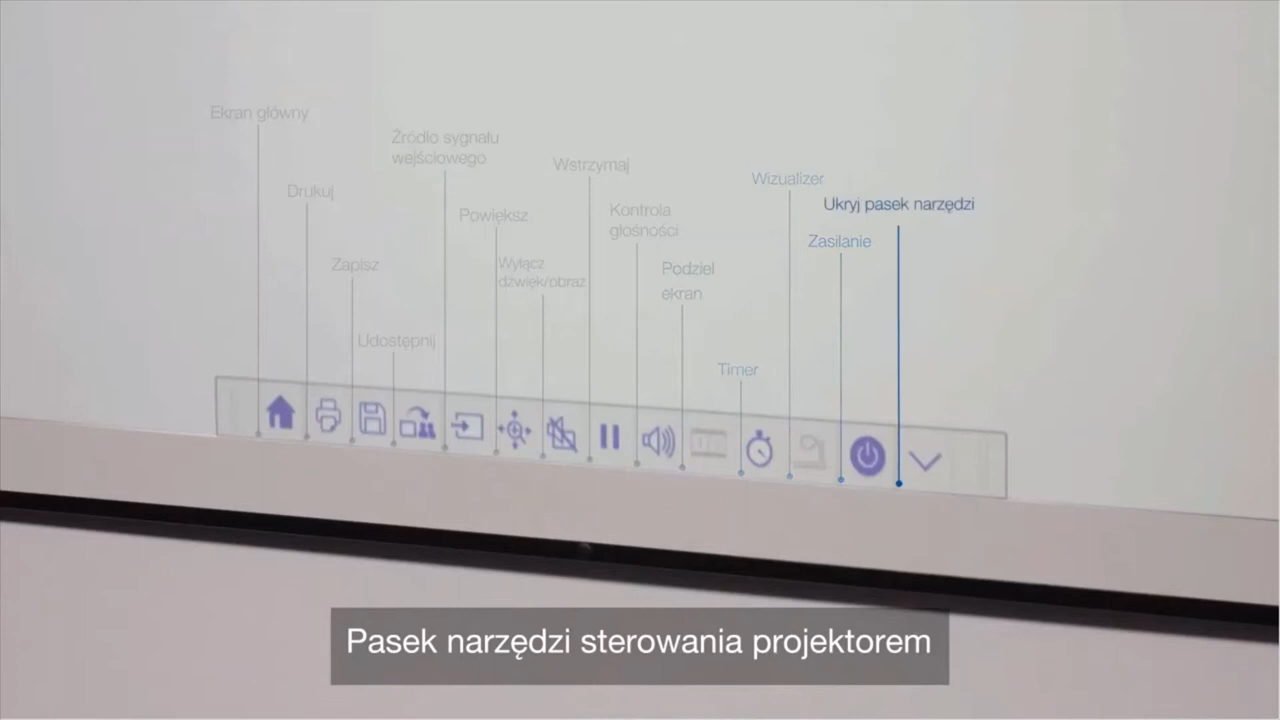 Ekran główny
Źródło sygnału
wejściowego
Wstrzymaj
Wizualizer
Drukuj
Ukryj pasek narzędzi
Powiększ
Kontrola
głośności
Zasilanie
Zapisz
Wyłącz
dźwięk/obraz
Podziel
ekran
Udostępnij
Timer
Pasek narzędzi sterowania projektorem